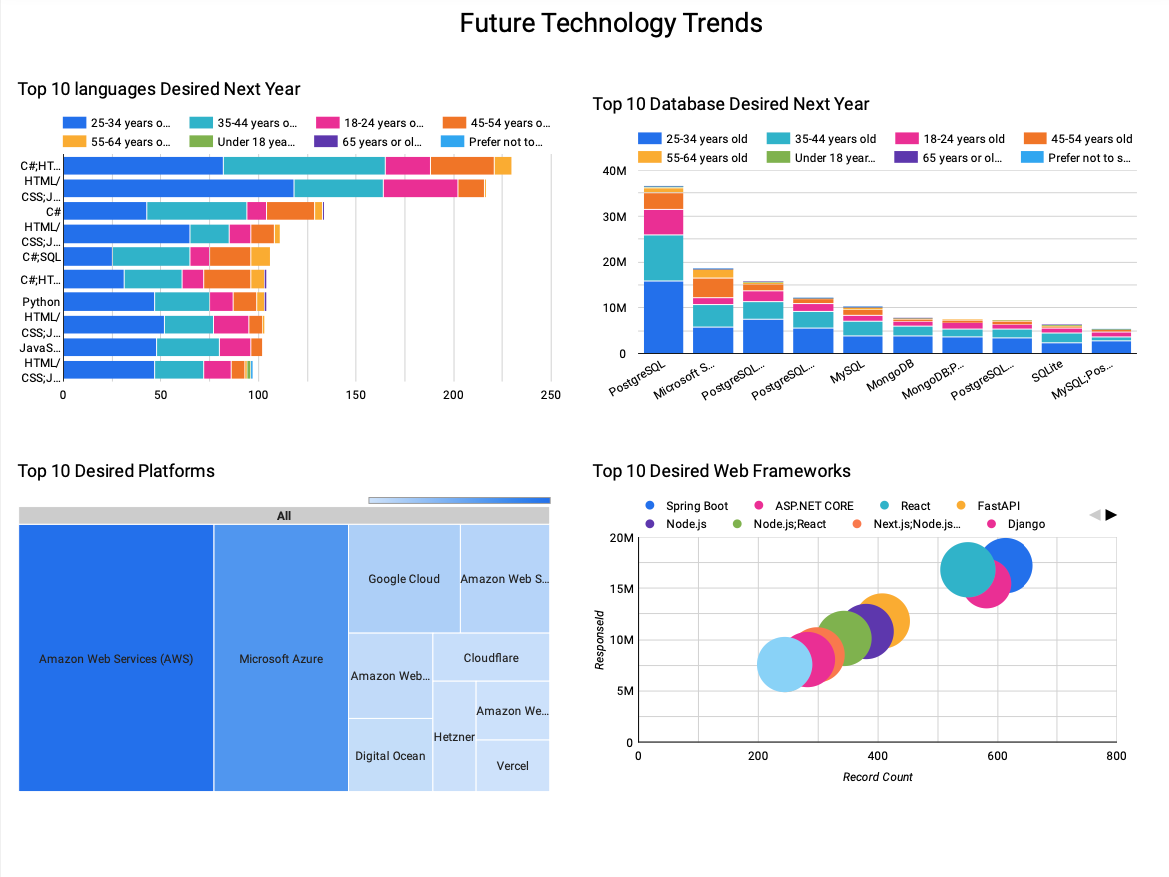 Future Technology Trends
Top 10 languages Desired Next Year
25-34 years o... 35-44 years o... 18-24 years o... 45-54 years o...
55-64 years o... Under 18 yea... 65 years or ol... Prefer not to...
C#;HT...
HTML/
CSS;J...
C#
HTML/
CSS;J...
C#;SQL
C#;HT...
Python
HTML/
CSS;J...
JavaS...
HTML/
CSS;J...
0 50 100 150 200 250
Top 10 Database Desired Next Year
25-34 years old 35-44 years old 18-24 years old 45-54 years old
55-64 years old Under 18 year... 65 years or ol... Prefer not to s...
40M
30M
20M
10M
0
PostgreSQL Microsoft S... PostgreSQL... PostgreSQL... MySQL MongoDB MongoDB;P... PostgreSQL... SQLite MySQL;Pos...
Top 10 Desired Platforms
All
Amazon Web Services (AWS)
Microsoft Azure
Google Cloud
Amazon Web S...
Amazon Web...
Cloudflare
Digital Ocean
Hetzner
Amazon We...
Vercel
Top 10 Desired Web Frameworks
Spring Boot ASP.NET CORE React FastAPI
Node.js Node.js;React Next.js;Node.js... Django
20M
15M
10M
5M
0
ResponseId
0 200 400 600 800
Record Count